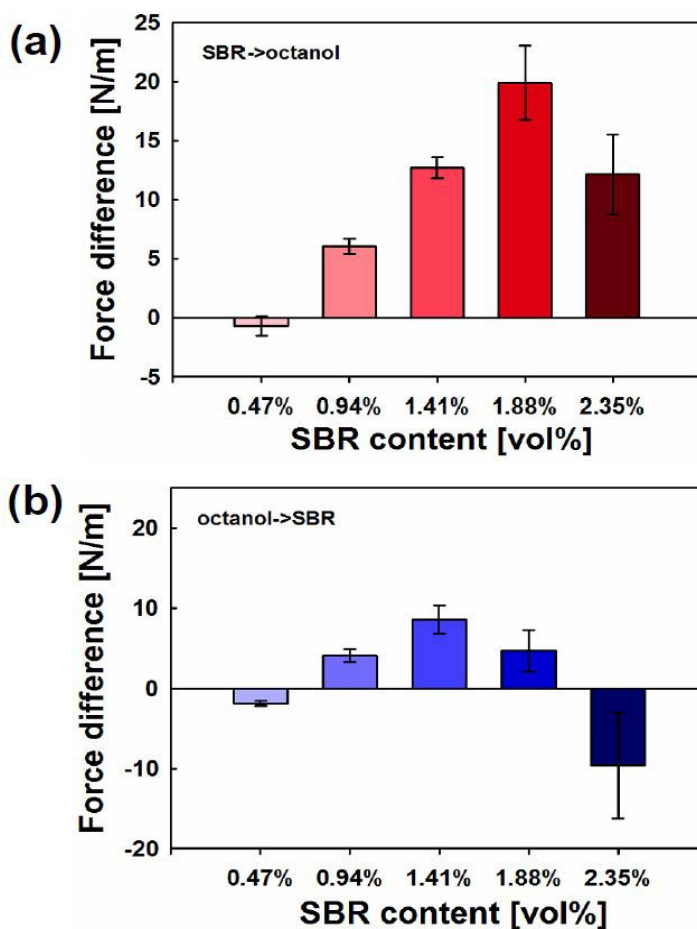 (a)
SBR->octanol
Force difference [N/m]
25
20
15
10
5
0
-5
0.47% 0.94% 1.41% 1.88% 2.35%
SBR content [vol%]
(b)
octanol->SBR
Force difference [N/m]
20
10
0
-10
-20
0.47% 0.94% 1.41% 1.88% 2.35%
SBR content [vol%]